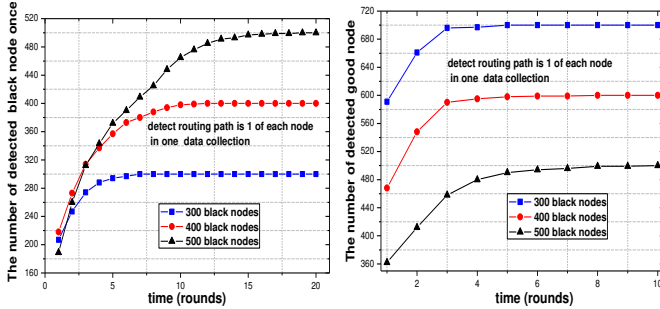 The number of detected black node once
520
480
440
400
360
320
280
240
200
160
detect routing path is 1 of each node
in one data collection
300 black nodes
400 black nodes
500 black nodes
0
5
10
15
20
time (rounds)
The number of detected good node
720
680
640
600
560
520
480
440
400
360
detect routing path is 1 of each node
in one data collection
300 black nodes
400 black nodes
500 black nodes
2
4
6
8
10
time (rounds)